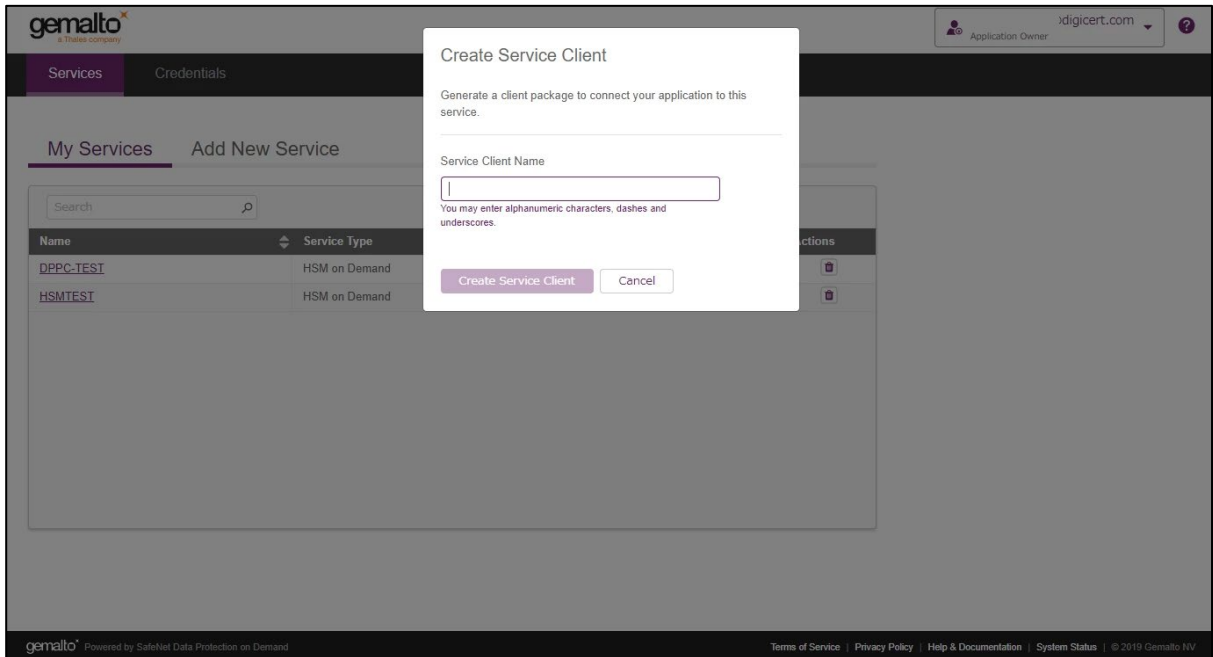 gemalto
a Thales company
digicert.com
Application Owner
?
Services
Credentials
My Services
Add New Service
Search
Name
Service Type
ctions
DPPC-TEST
HSM on Demand
HSMTEST
HSM on Demand
Create Service Client
Generate a client package to connect your application to this
service.
Service Client Name
You may enter alphanumeric characters, dashes and
underscores.
Create Service Client
Cancel
gemalto Powered by SafeNet Data Protection on Demand
Terms of Service | Privacy Policy | Help & Documentation | System Status | © 2019 Gemalto NV